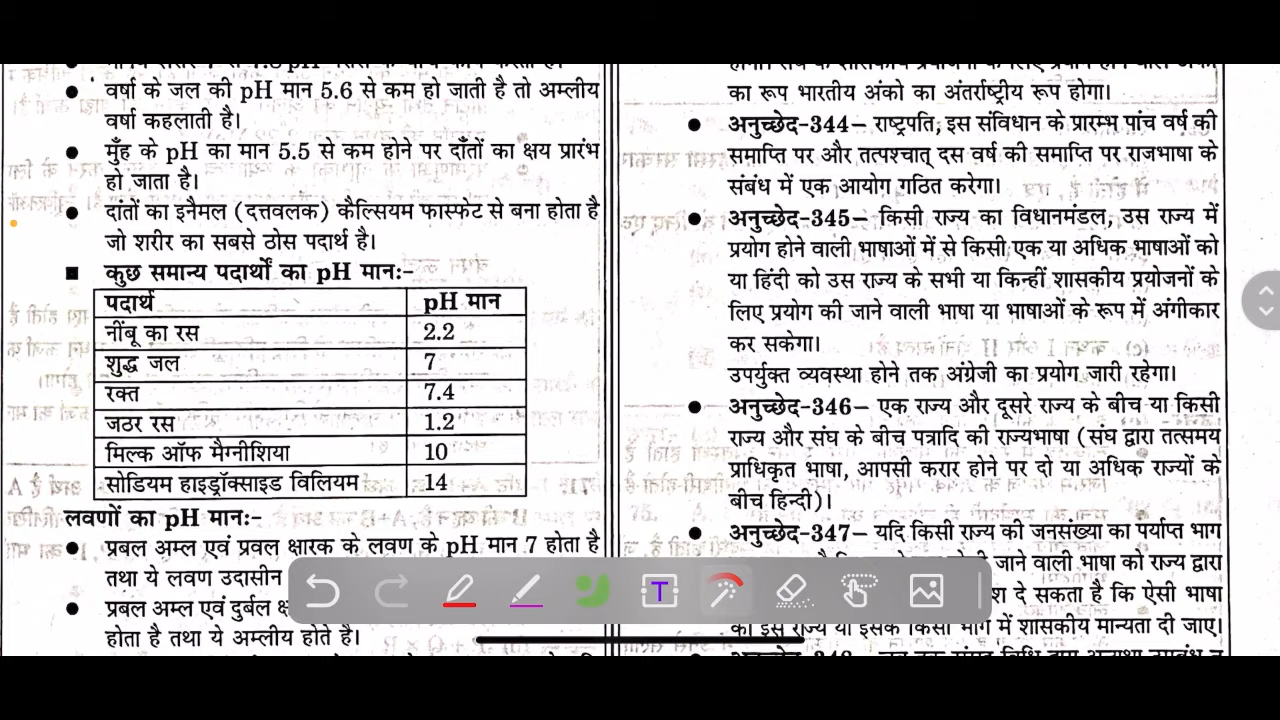 वर्षा के जल की pH मान 5.6 से कम हो जाती है तो अम्लीय
वर्षा कहलाती है।
मुँह के pH का मान 5.5 से कम होने पर दाँतों का क्षय प्रारंभ
हो जाता है।
दांतों का इनैमल (दत्तवलक) कैल्सियम फास्फेट से बना होता है
जो शरीर का सबसे ठोस पदार्थ है।
कुछ समान्य पदार्थों का pH मानः-
पदार्थ pH मान
नींबू का रस 2.2
शुद्ध जल 7
रक्त 7.4
जठर रस 1.2
मिल्क ऑफ मैग्नीशिया 10
सोडियम हाइड्रॉक्साइड विलियम 14
लवणों का pH मानः-
प्रबल अम्ल एवं प्रवल क्षारक के लवण के pH मान 7 होता है
तथा ये लवण उदासीन
प्रबल अम्ल एवं दुर्बल
होता है तथा ये अम्लीय होते है।
का रूप भारतीय अंको का अंतर्राष्ट्रीय रूप होगा।
अनुच्छेद-344– राष्ट्रपति, इस संविधान के प्रारम्भ पांच वर्ष की
समाप्ति पर और तत्पश्चात् दस वर्ष की समाप्ति पर राजभाषा के
संबंध में एक आयोग गठित करेगा।
अनुच्छेद-345– किसी राज्य का विधानमंडल, उस राज्य में
प्रयोग होने वाली भाषाओं में से किसी एक या अधिक भाषाओं को
या हिंदी को उस राज्य के सभी या किन्हीं शासकीय प्रयोजनों के
लिए प्रयोग की जाने वाली भाषा या भाषाओं के रूप में अंगीकार
कर सकेगा।
उपर्युक्त व्यवस्था होने तक अंग्रेजी का प्रयोग जारी रहेगा।
अनुच्छेद-346– एक राज्य और दूसरे राज्य के बीच या किसी
राज्य और संघ के बीच पत्रादि की राज्यभाषा (संघ द्वारा तत्समय
प्राधिकृत भाषा, आपसी करार होने पर दो या अधिक राज्यों के
बीच हिन्दी)।
अनुच्छेद-347– यदि किसी राज्य की जनसंख्या का पर्याप्त भाग
जाने वाली भाषा को राज्य द्वारा
दे सकता है कि ऐसी भाषा
को इस राज्य या इसके किसी भाग में शासकीय मान्यता दी जाए।
T